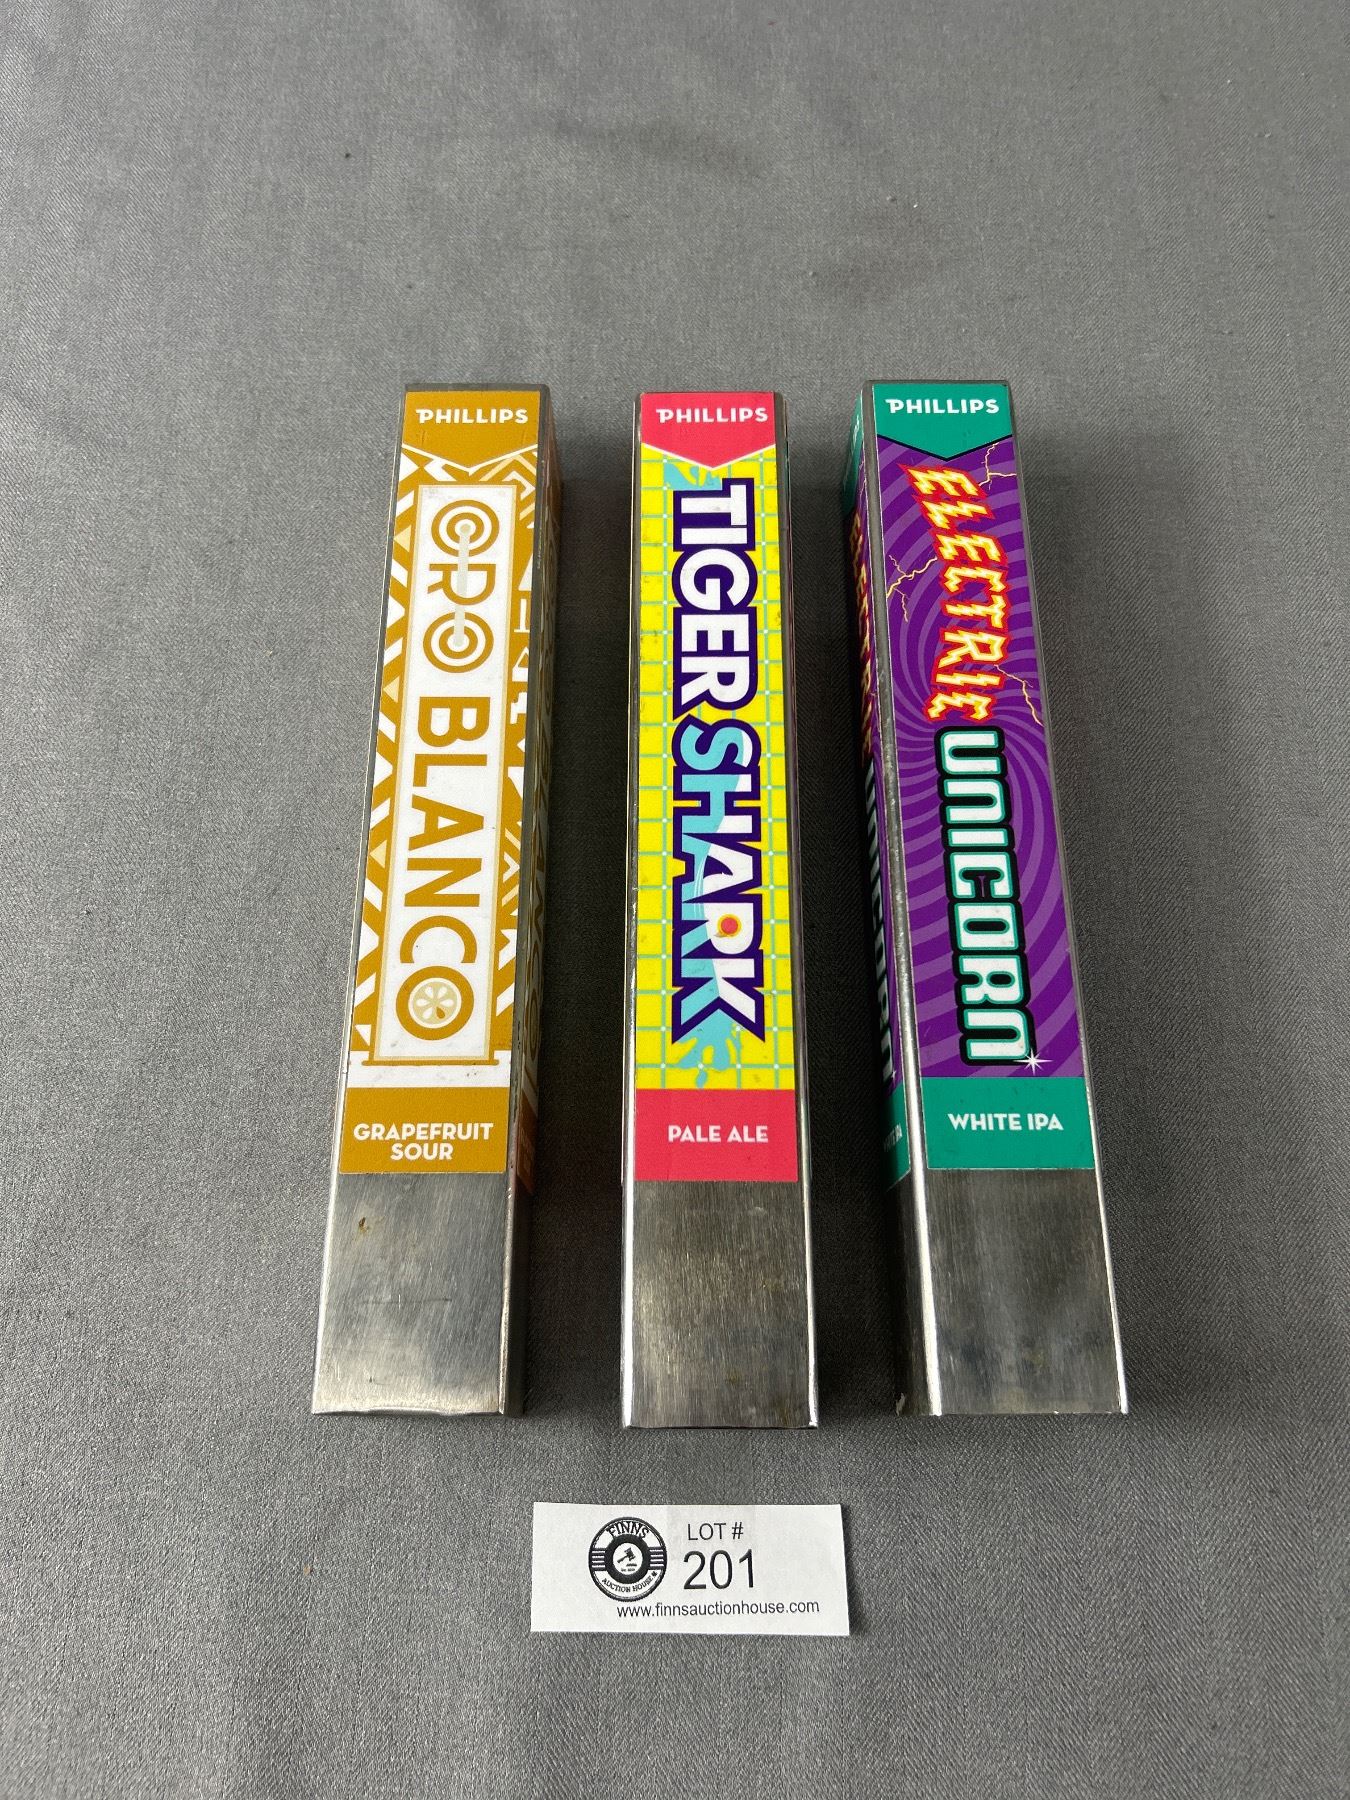 PHILLIPS
ORO BLANCO
GRAPEFRUIT
SOUR
PHILLIPS
TIGER SHARK
PALE ALE
PHILLIPS
ELECTRIC UNICORN
WHITE IPA
FINNS
AUCTION HOUSE
LOT #
201
www.finnsauctionhouse.com